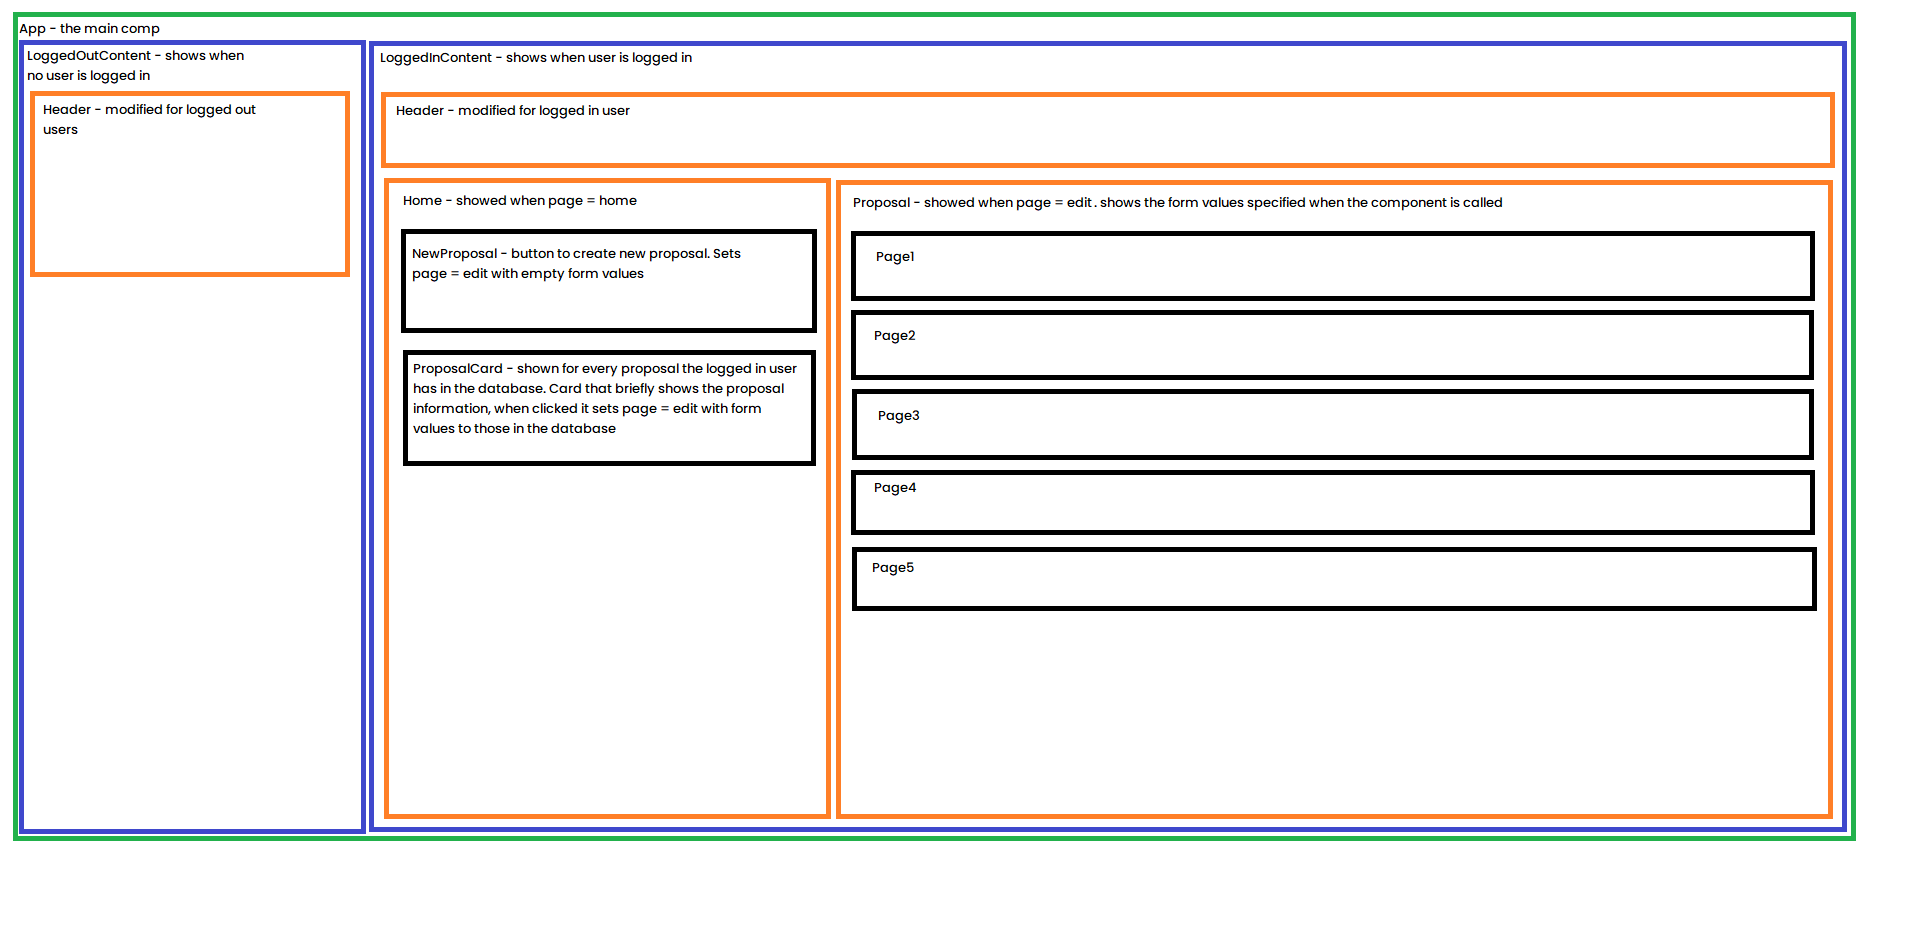 App - the main comp
LoggedOutContent - shows when
no user is logged in
Header - modified for logged out
users
LoggedInContent - shows when user is logged in
Header - modified for logged in user
Home - showed when page = home
NewProposal - button to create new proposal. Sets
page = edit with empty form values
ProposalCard - shown for every proposal the logged in user
has in the database. Card that briefly shows the proposal
information, when clicked it sets page = edit with form
values to those in the database
Proposal - showed when page = edit. shows the form values specified when the component is called
Page1
Page2
Page3
Page4
Page5